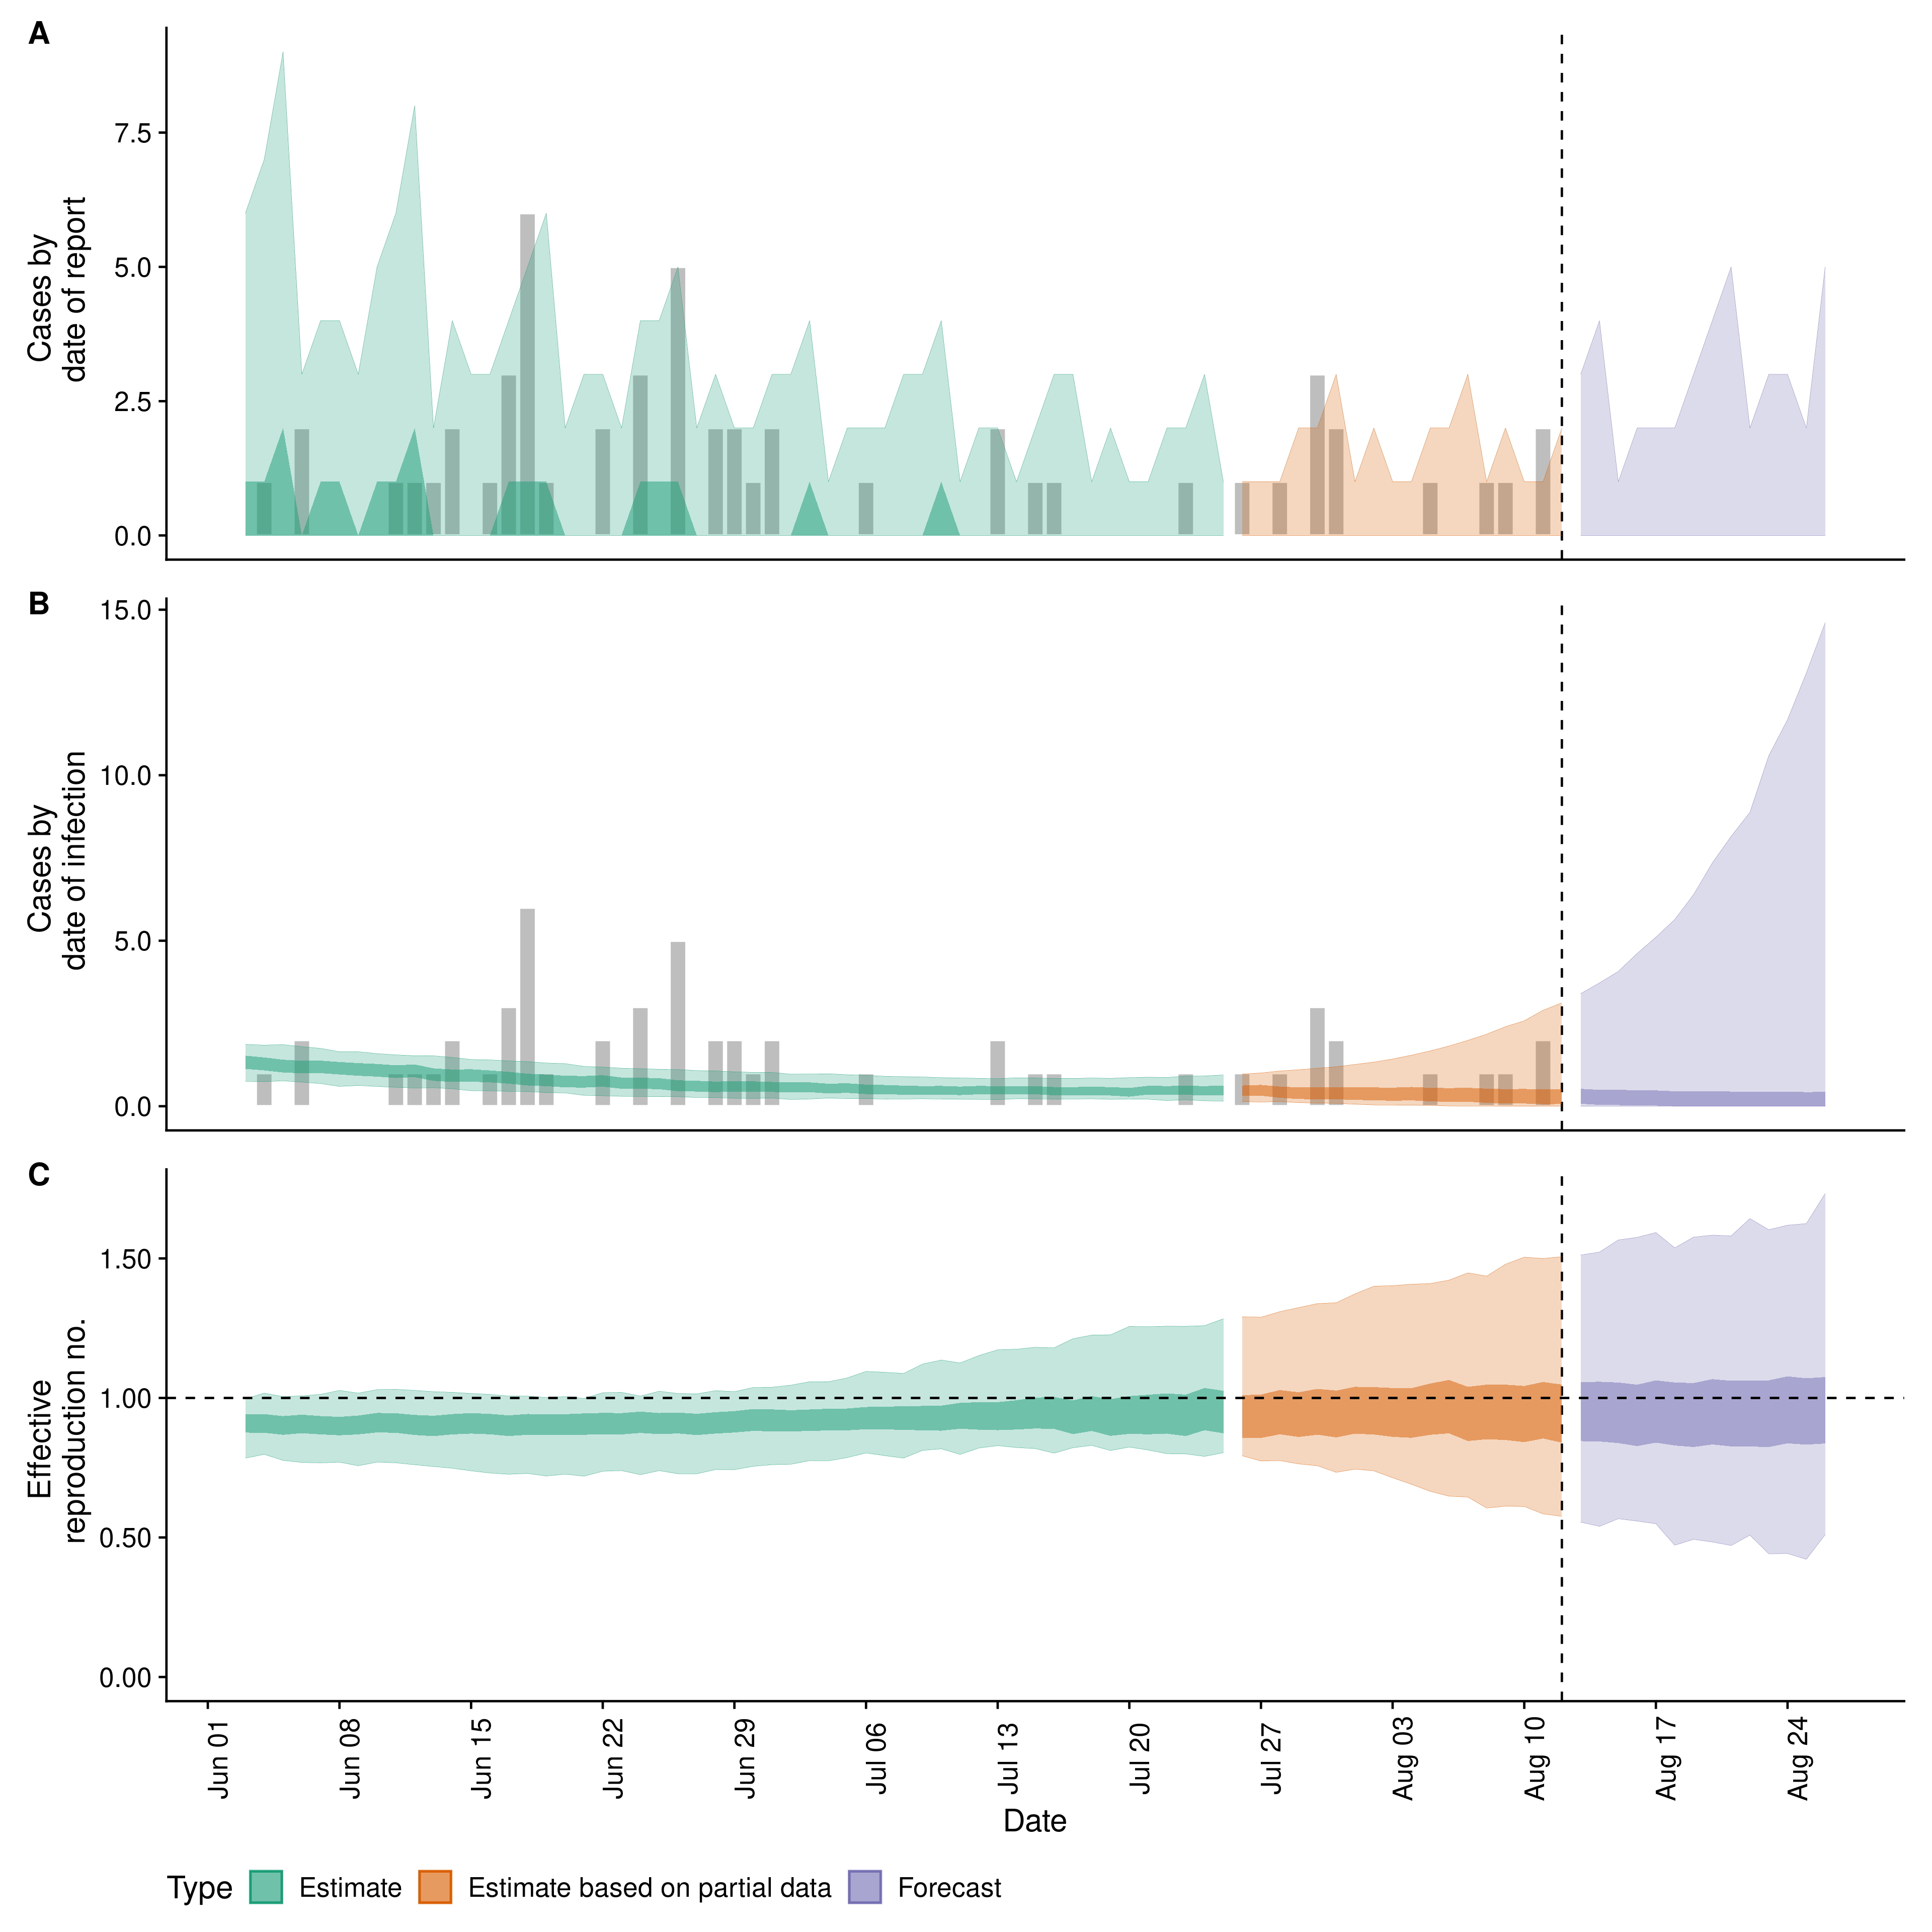 A
Cases by
date of report
7.5
5.0
2.5
0.0
B
Cases by
date of infection
15.0
10.0
5.0
0.0
C
Effective
reproduction no.
1.50
1.00
0.50
0.00
Jun 01
Jun 08
Jun 15
Jun 22
Jun 29
Jul 06
Jul 13
Jul 20
Jul 27
Aug 03
Aug 10
Aug 17
Aug 24
Date
Type Estimate Estimate based on partial data Forecast